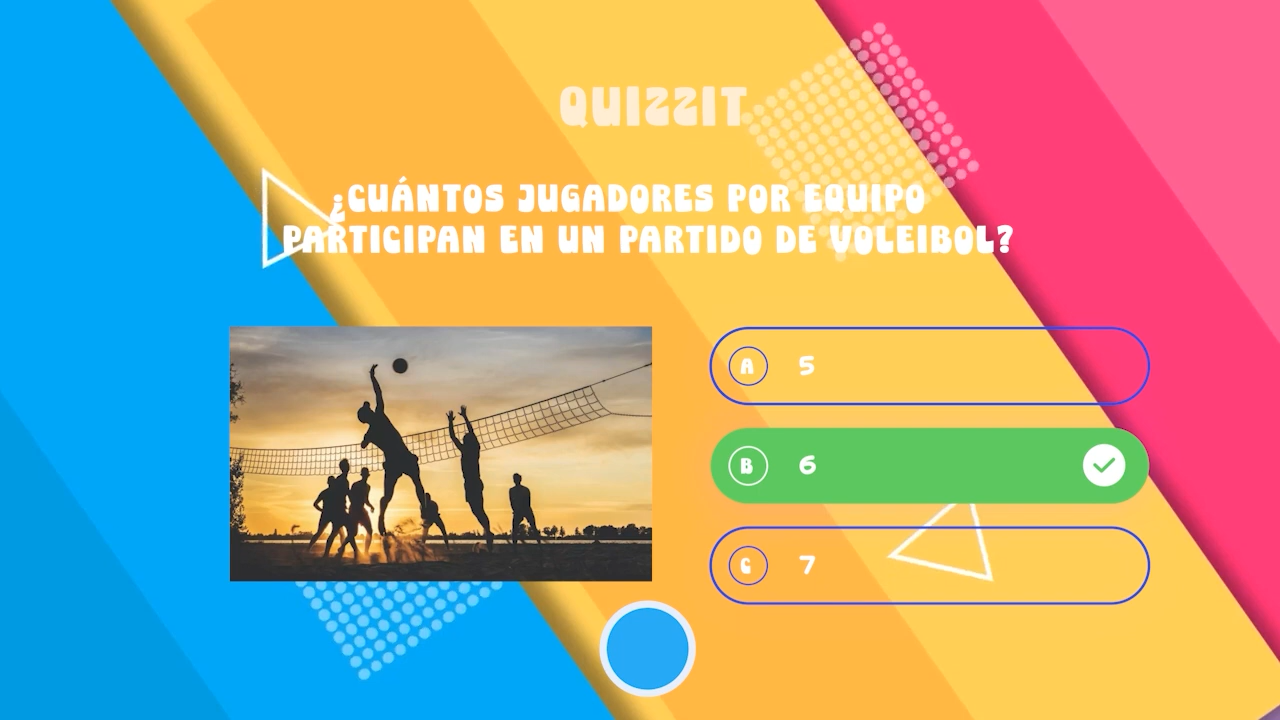 QUIZZIT
¿CUÁNTOS JUGADORES POR EQUIPO
PARTICIPAN EN UN PARTIDO DE VOLEIBOL?
A 5
B 6
C 7